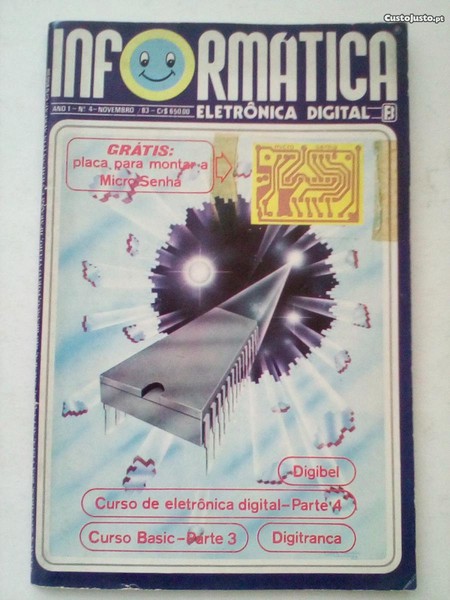 CustoJusto.pt
INFORMÁTICA
ANO 1 - Nº 4 - NOVEMBRO / 83 - Cr$ 650,00
ELETRÔNICA DIGITAL
B
GRÁTIS:
placa para montar a
Micro Senha
Digibel
Curso de eletrônica digital-Parte 4
Curso Basic-Parte 3
Digitranca